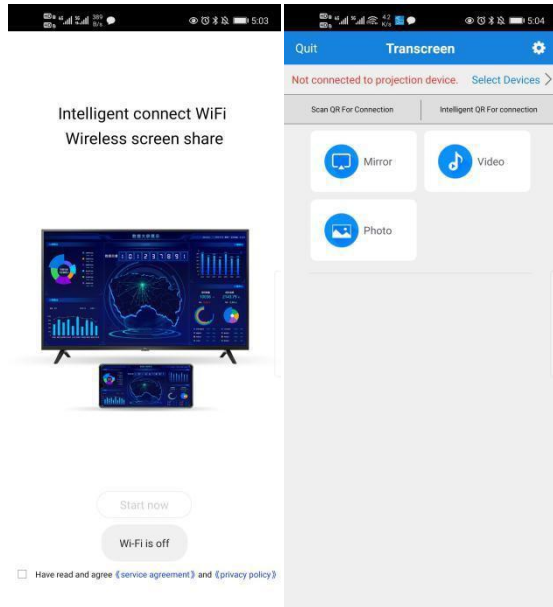 389
B/s
5:03
Intelligent connect WiFi
Wireless screen share
Start now
Wi-Fi is off
Have read and agree 《service agreement》 and 《privacy policy》
42
K/s
5:04
Quit
Transcreen
Not connected to projection device.
Select Devices
Scan QR For Connection
Intelligent QR For connection
Mirror
Video
Photo